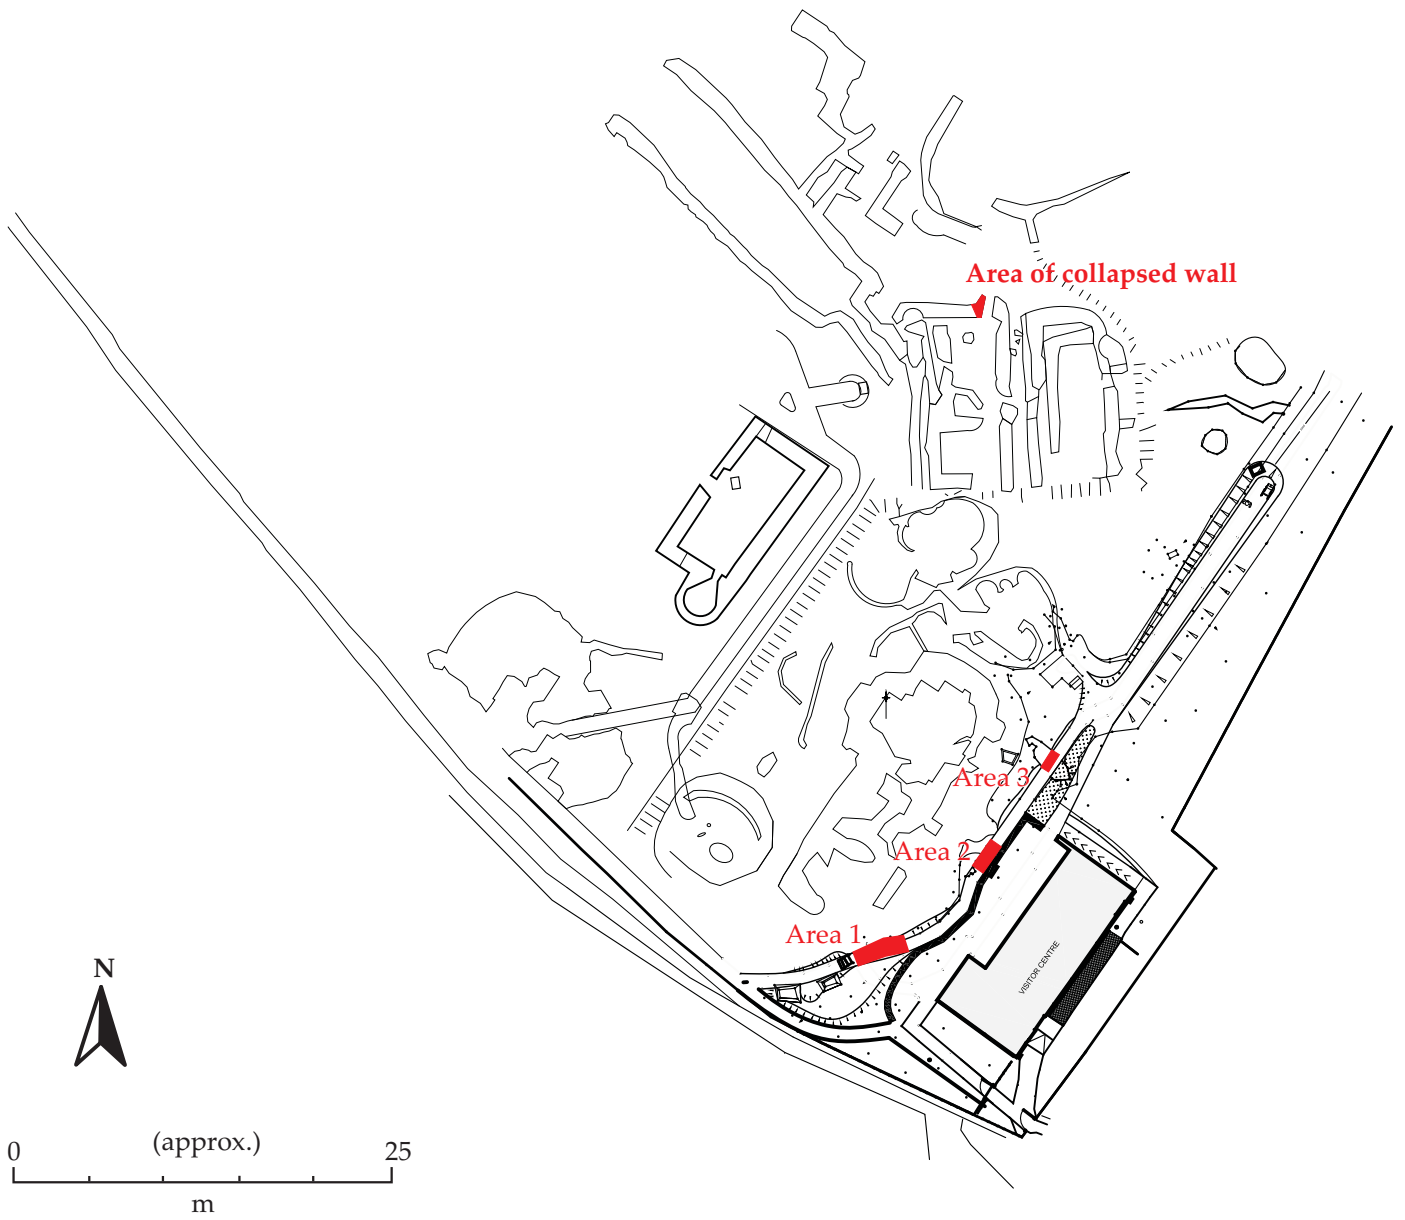 Area of collapsed wall
Area 3
Area 2
Area 1
VISITOR CENTRE
N
0 (approx.) 25
m